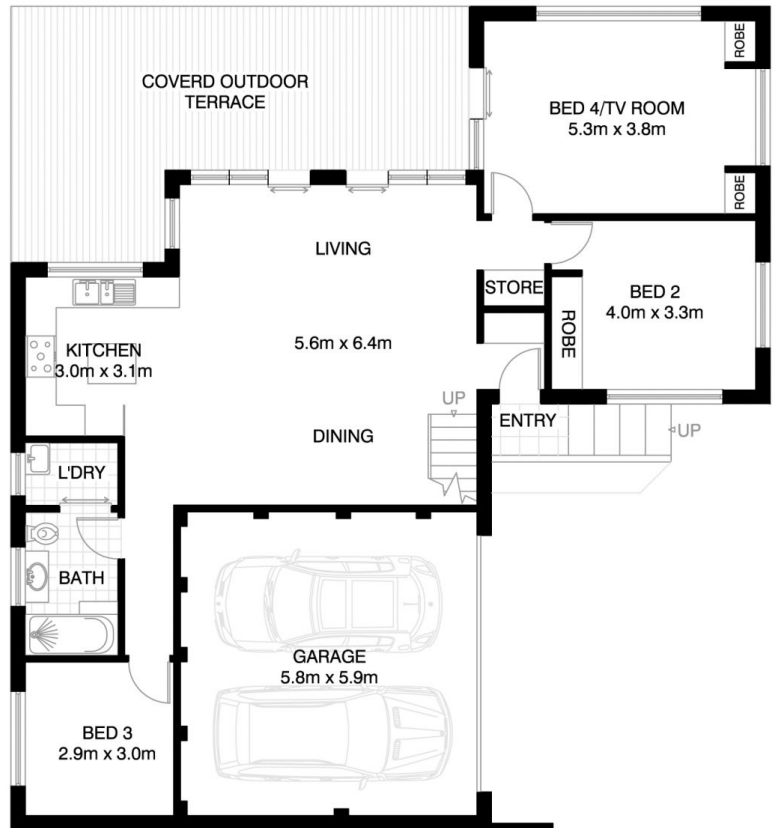 COVERD OUTDOOR
TERRACE
ROBE
BED 4/TV ROOM
5.3m x 3.8m
ROBE
LIVING
STORE
BED 2
4.0m x 3.3m
ROBE
KITCHEN
3.0m x 3.1m
5.6m x 6.4m
UP
ENTRY
UP
DINING
L'DRY
BATH
GARAGE
5.8m x 5.9m
BED 3
2.9m x 3.0m